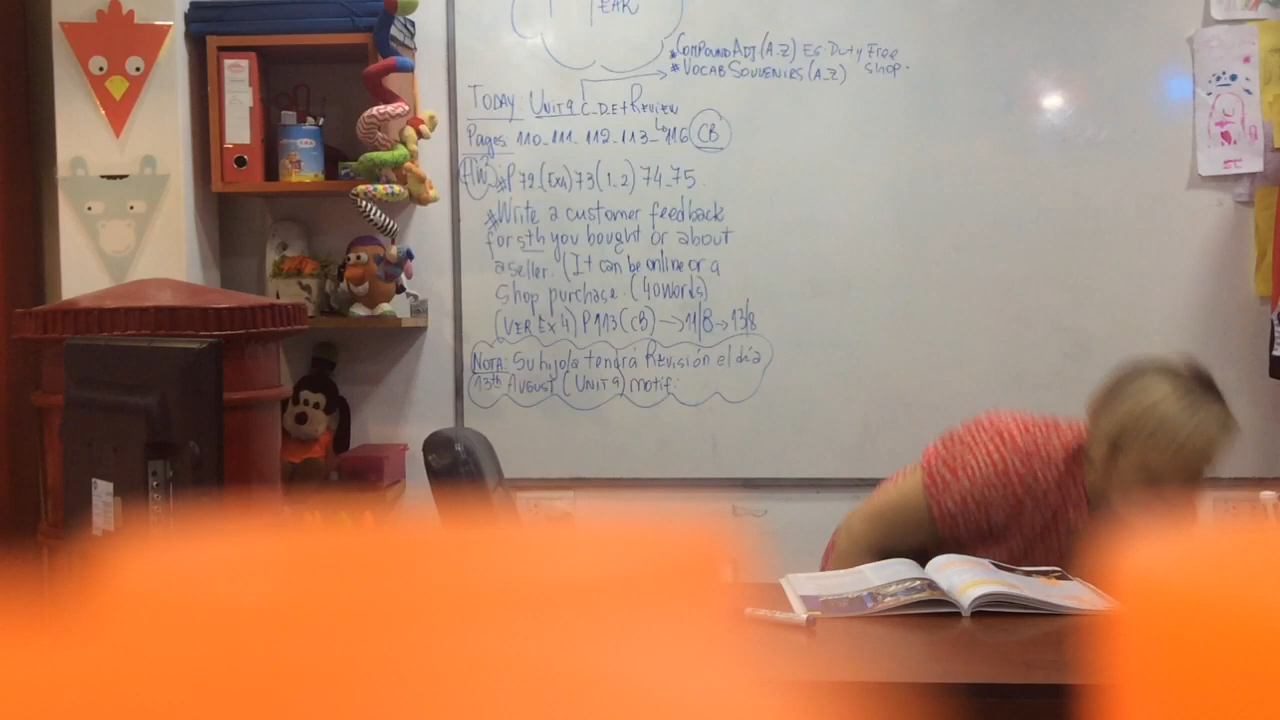 YEAR
*COMPOUND ADJ (A-Z) EG. Duty Free Shop.
*VOCAB SOUVENIRS (A-Z)
TODAY: UNIT 9 C-D-E+REVIEW
Pages: 110-111-112-113-116 CB
HW *P 72 (Ex4) 73 (1-2) 74-75.
*Write a customer feedback
for sth you bought or about
a seller. (It can be online or a
shop purchase. (40 words)
(VER EX 4) P 113 (CB) → 11/8 → 13/8
NOTA: Su hijo/a tendrá Revisión el día
13th AUGUST (UNIT 9) motif.